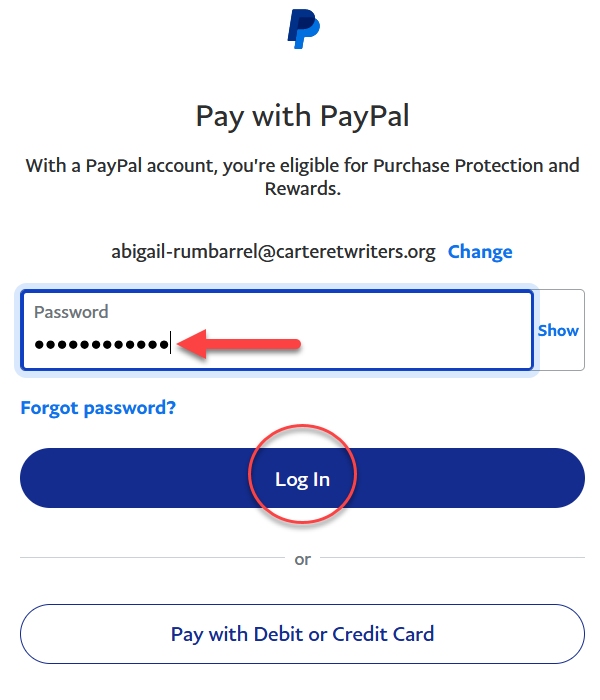 Pay with PayPal
With a PayPal account, you're eligible for Purchase Protection and
Rewards.
abigail-rumbarrel@carteretwriters.org Change
Password
●●●●●●●●●●● Show
Forgot password?
Log In
or
Pay with Debit or Credit Card